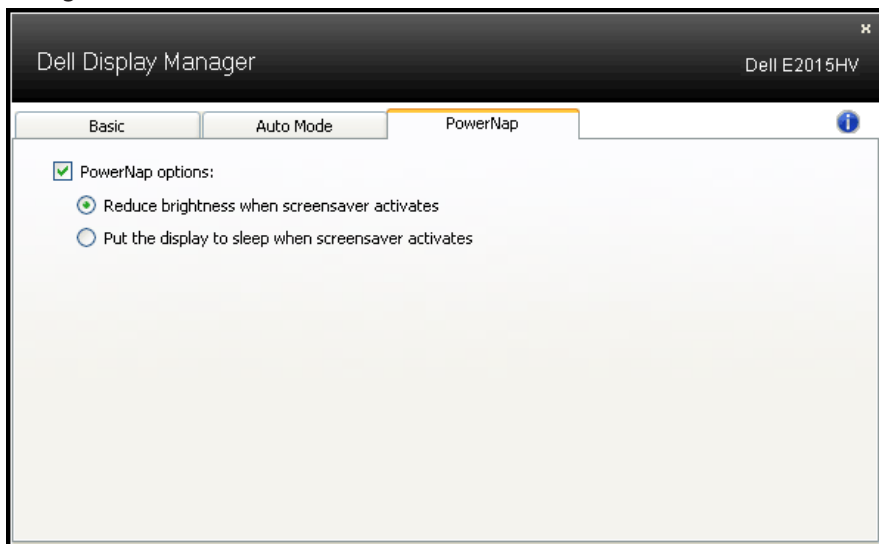 x
Dell Display Manager
Dell E2015HV
Basic
Auto Mode
PowerNap
i
PowerNap options:
Reduce brightness when screensaver activates
Put the display to sleep when screensaver activates